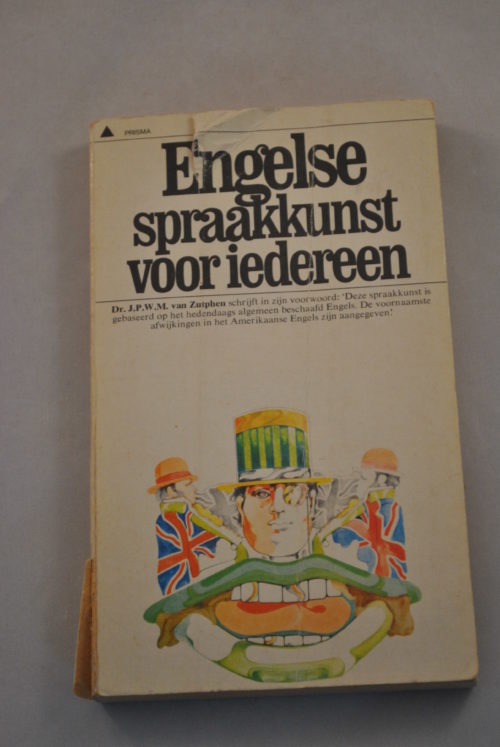 PRISMA
Engelse
spraakkunst
voor iedereen
Dr. J.P.W.M. van Zutphen schrijft in zijn voorwoord: 'Deze spraakkunst is
gebaseerd op het hedendaags algemeen beschaafd Engels. De voornaamste
afwijkingen in het Amerikaanse Engels zijn aangegeven.'